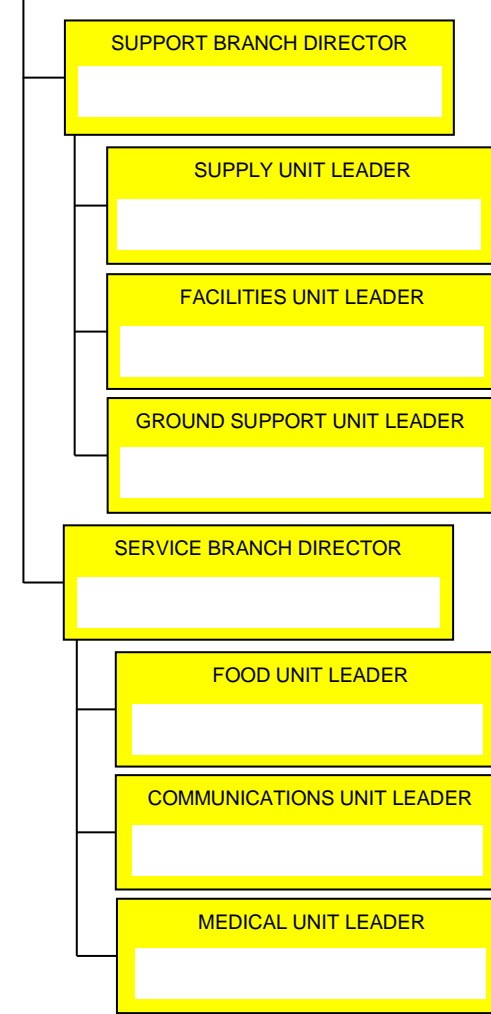 SUPPORT BRANCH DIRECTOR
SUPPLY UNIT LEADER
FACILITIES UNIT LEADER
GROUND SUPPORT UNIT LEADER
SERVICE BRANCH DIRECTOR
FOOD UNIT LEADER
COMMUNICATIONS UNIT LEADER
MEDICAL UNIT LEADER